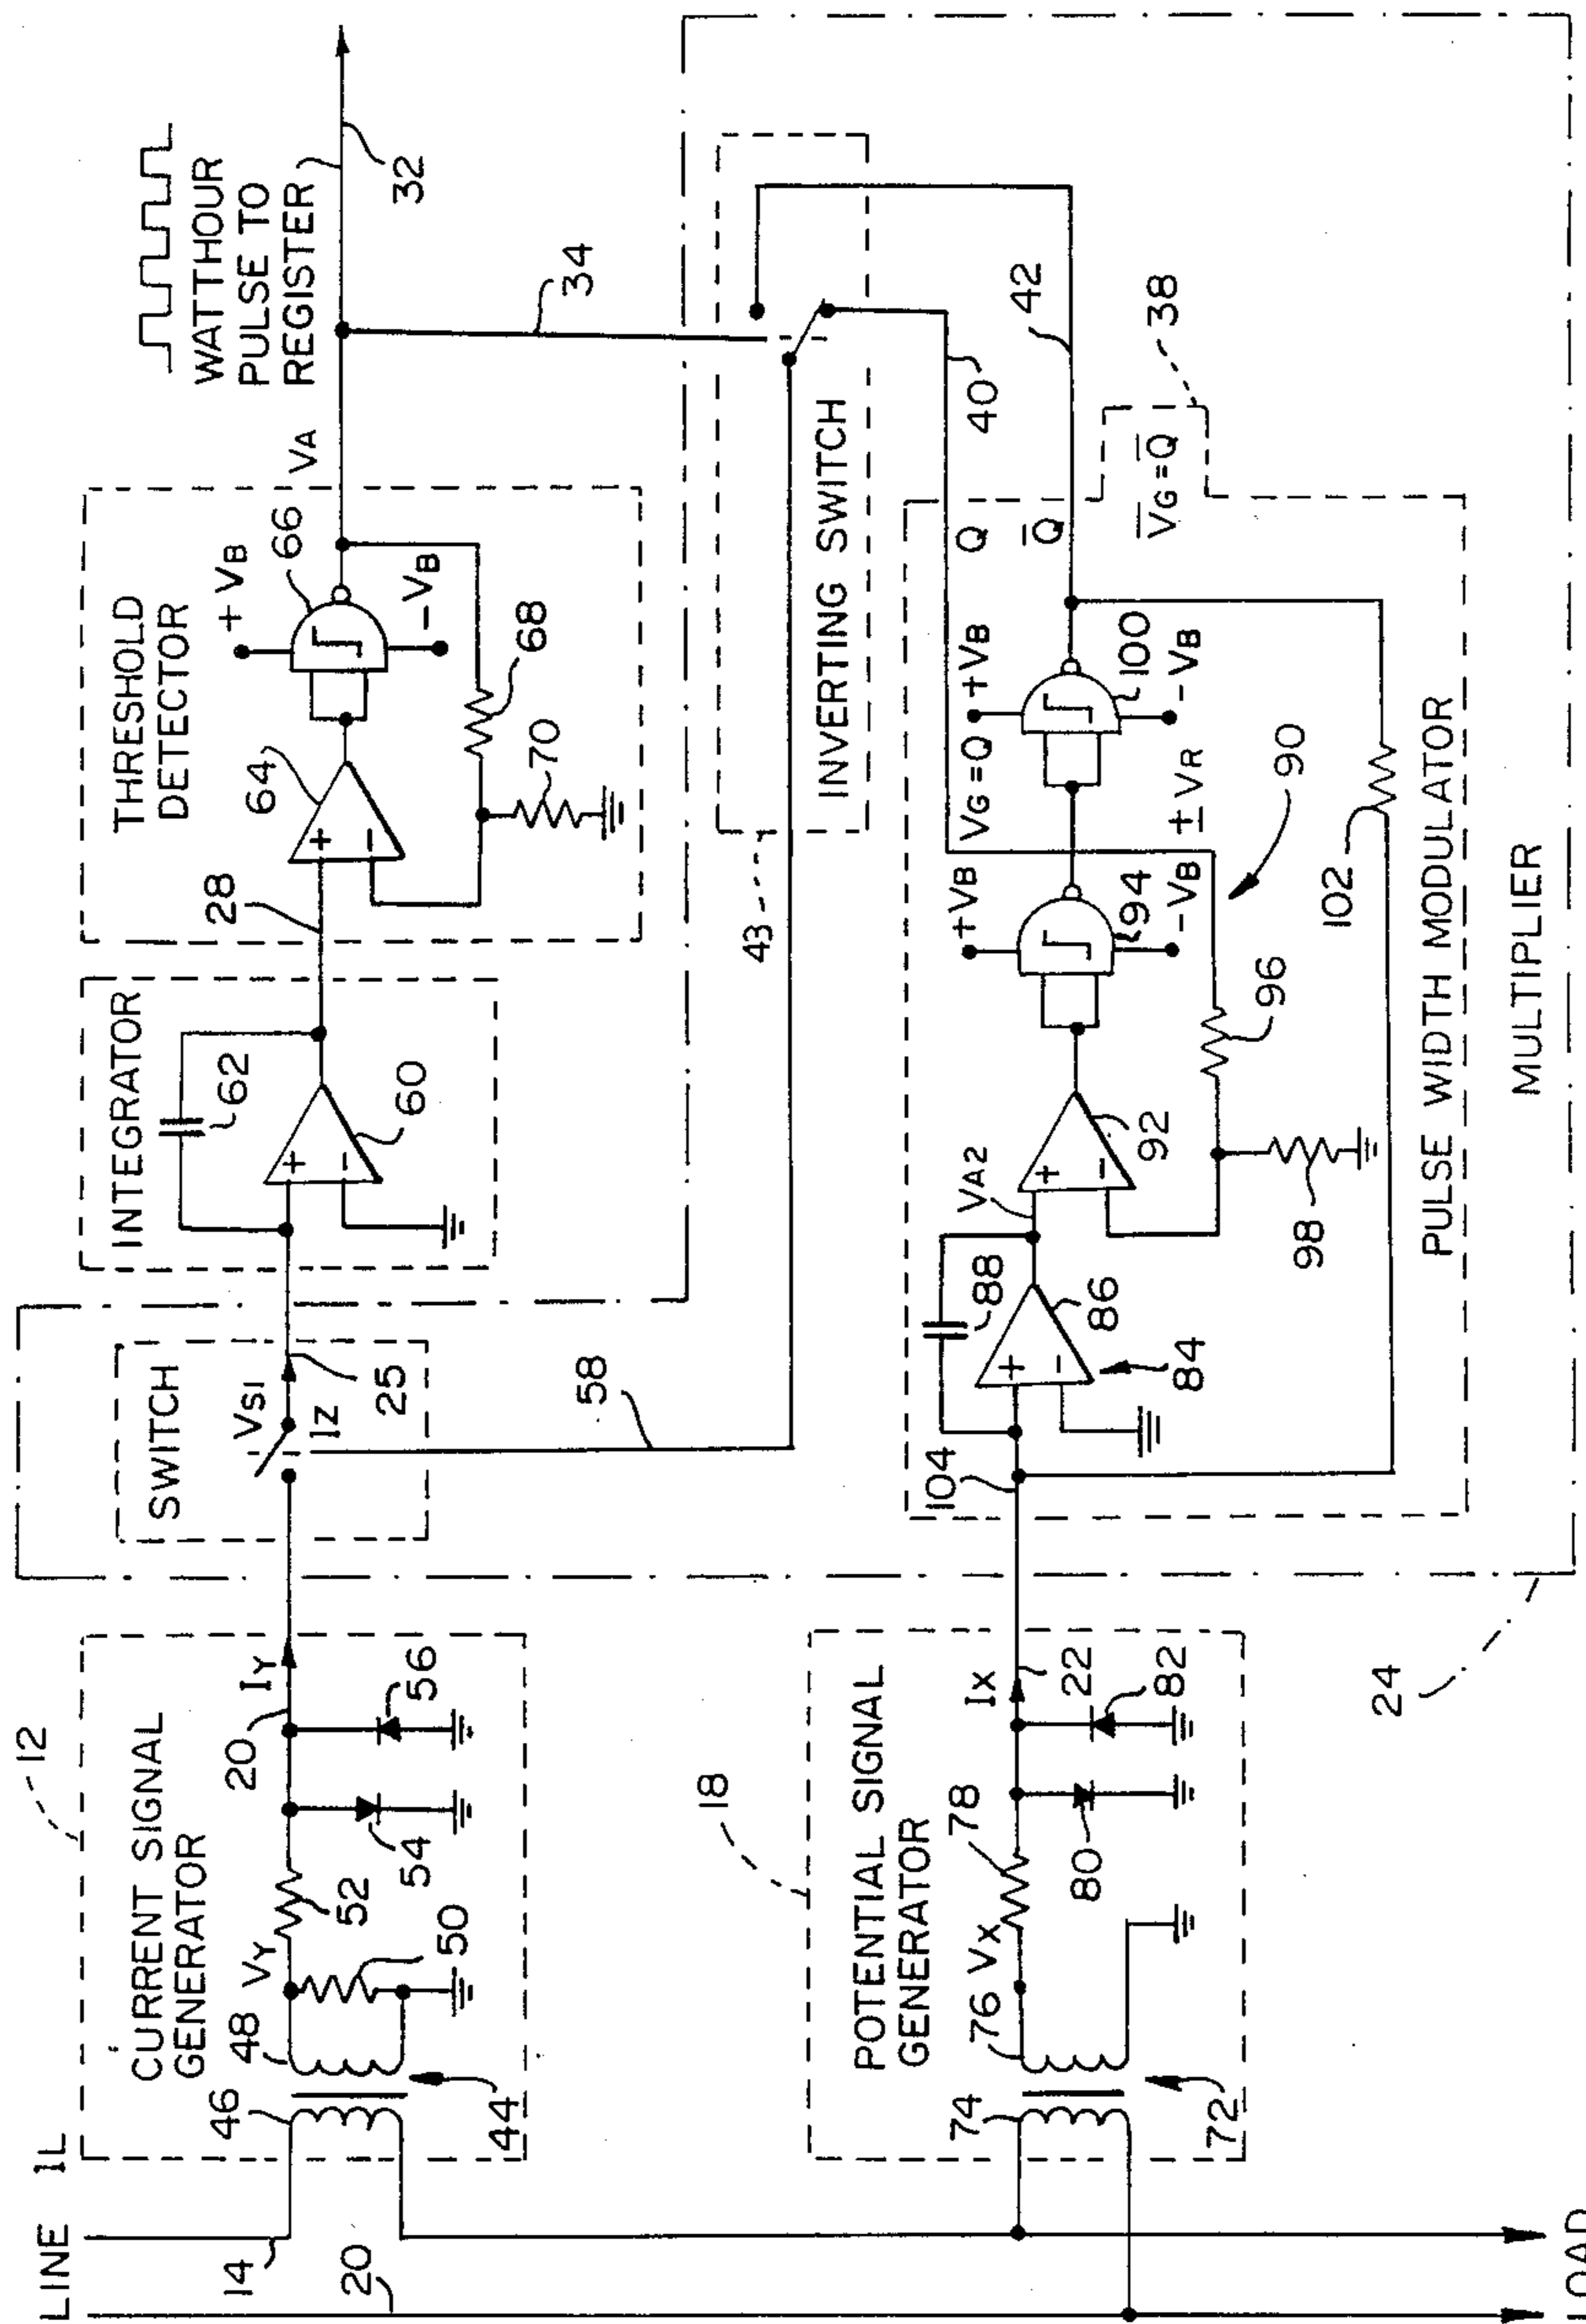 LINE IL
14
20
LOAD
12
CURRENT SIGNAL
GENERATOR
46
48
44
VY
50
52
54
56
20
IY
18
POTENTIAL SIGNAL
GENERATOR
74
76
72
VX
78
80
82
IX
22
24
SWITCH
VS1
IZ
25
58
INTEGRATOR
62
60
28
THRESHOLD
DETECTOR
64
66
+VB
-VB
68
70
VA
WATTHOUR
PULSE TO
REGISTER
32
34
43
INVERTING SWITCH
40
42
38
104
84
86
88
VA2
92
90
94
+VB
-VB
96
98
VG=Q
±VR
+VB
100
-VB
102
Q
Q̅
V̅G=Q̅
PULSE WIDTH MODULATOR
MULTIPLIER